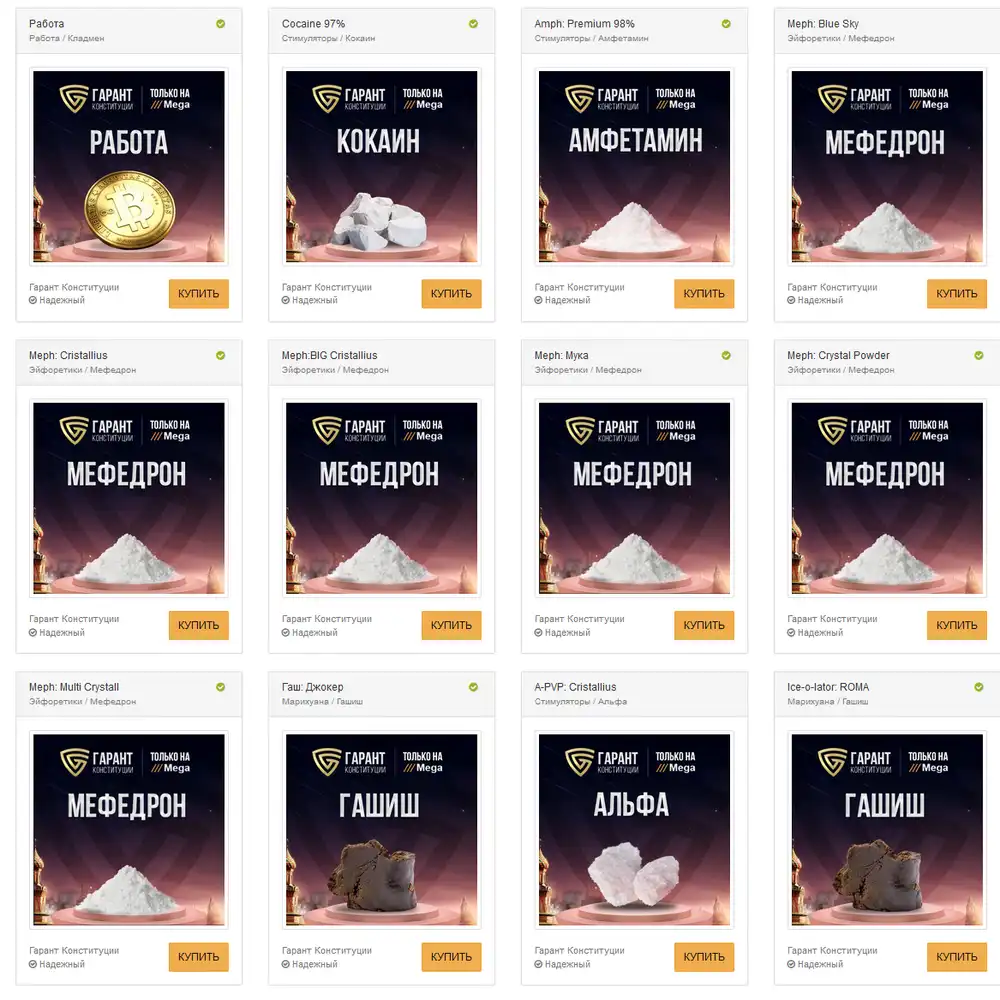 Работа
Работа / Кладмен
ГАРАНТ
КОНСТИТУЦИИ
ТОЛЬКО НА
Mega
РАБОТА
Гарант Конституции
Надежный
КУПИТЬ
Cocaine 97%
Стимуляторы / Кокаин
ГАРАНТ
КОНСТИТУЦИИ
ТОЛЬКО НА
Mega
КОКАИН
Гарант Конституции
Надежный
КУПИТЬ
Amph: Premium 98%
Стимуляторы / Амфетамин
ГАРАНТ
КОНСТИТУЦИИ
ТОЛЬКО НА
Mega
АМФЕТАМИН
Гарант Конституции
Надежный
КУПИТЬ
Meph: Blue Sky
Эйфоретики / Мефедрон
ГАРАНТ
КОНСТИТУЦИИ
ТОЛЬКО НА
Mega
МЕФЕДРОН
Гарант Конституции
Надежный
КУПИТЬ
Meph: Cristallius
Эйфоретики / Мефедрон
ГАРАНТ
КОНСТИТУЦИИ
ТОЛЬКО НА
Mega
МЕФЕДРОН
Гарант Конституции
Надежный
КУПИТЬ
Meph:BIG Cristallius
Эйфоретики / Мефедрон
ГАРАНТ
КОНСТИТУЦИИ
ТОЛЬКО НА
Mega
МЕФЕДРОН
Гарант Конституции
Надежный
КУПИТЬ
Meph: Мука
Эйфоретики / Мефедрон
ГАРАНТ
КОНСТИТУЦИИ
ТОЛЬКО НА
Mega
МЕФЕДРОН
Гарант Конституции
Надежный
КУПИТЬ
Meph: Crystal Powder
Эйфоретики / Мефедрон
ГАРАНТ
КОНСТИТУЦИИ
ТОЛЬКО НА
Mega
МЕФЕДРОН
Гарант Конституции
Надежный
КУПИТЬ
Meph: Multi Crystall
Эйфоретики / Мефедрон
ГАРАНТ
КОНСТИТУЦИИ
ТОЛЬКО НА
Mega
МЕФЕДРОН
Гарант Конституции
Надежный
КУПИТЬ
Гаш: Джокер
Марихуана / Гашиш
ГАРАНТ
КОНСТИТУЦИИ
ТОЛЬКО НА
Mega
ГАШИШ
Гарант Конституции
Надежный
КУПИТЬ
A-PVP: Cristallius
Стимуляторы / Альфа
ГАРАНТ
КОНСТИТУЦИИ
ТОЛЬКО НА
Mega
АЛЬФА
Гарант Конституции
Надежный
КУПИТЬ
Ice-o-lator: ROMA
Марихуана / Гашиш
ГАРАНТ
КОНСТИТУЦИИ
ТОЛЬКО НА
Mega
ГАШИШ
Гарант Конституции
Надежный
КУПИТЬ